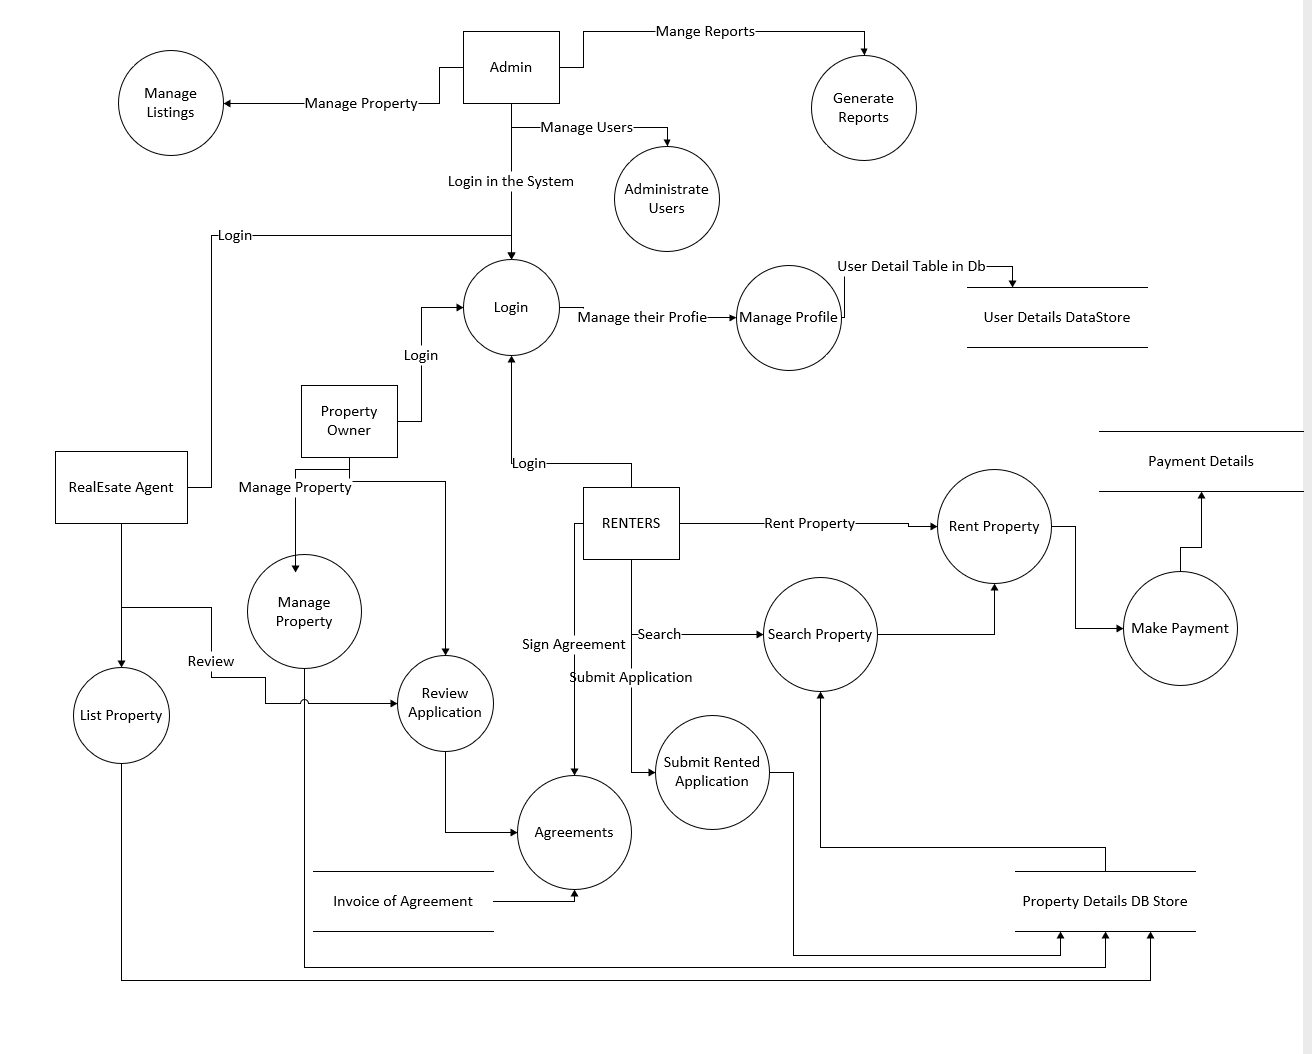 Mange Reports
Admin
Manage
Listings
Manage Property
Generate
Reports
Manage Users
Login in the System
Administrate
Users
Login
User Detail Table in Db
Login
Manage their Profie
Manage Profile
User Details DataStore
Login
Property
Owner
Payment Details
Login
RealEsate Agent
Manage Property
RENTERS
Rent Property
Rent Property
Manage
Property
Search
Search Property
Make Payment
Sign Agreement
Review
Submit Application
Review
Application
List Property
Submit Rented
Application
Agreements
Invoice of Agreement
Property Details DB Store